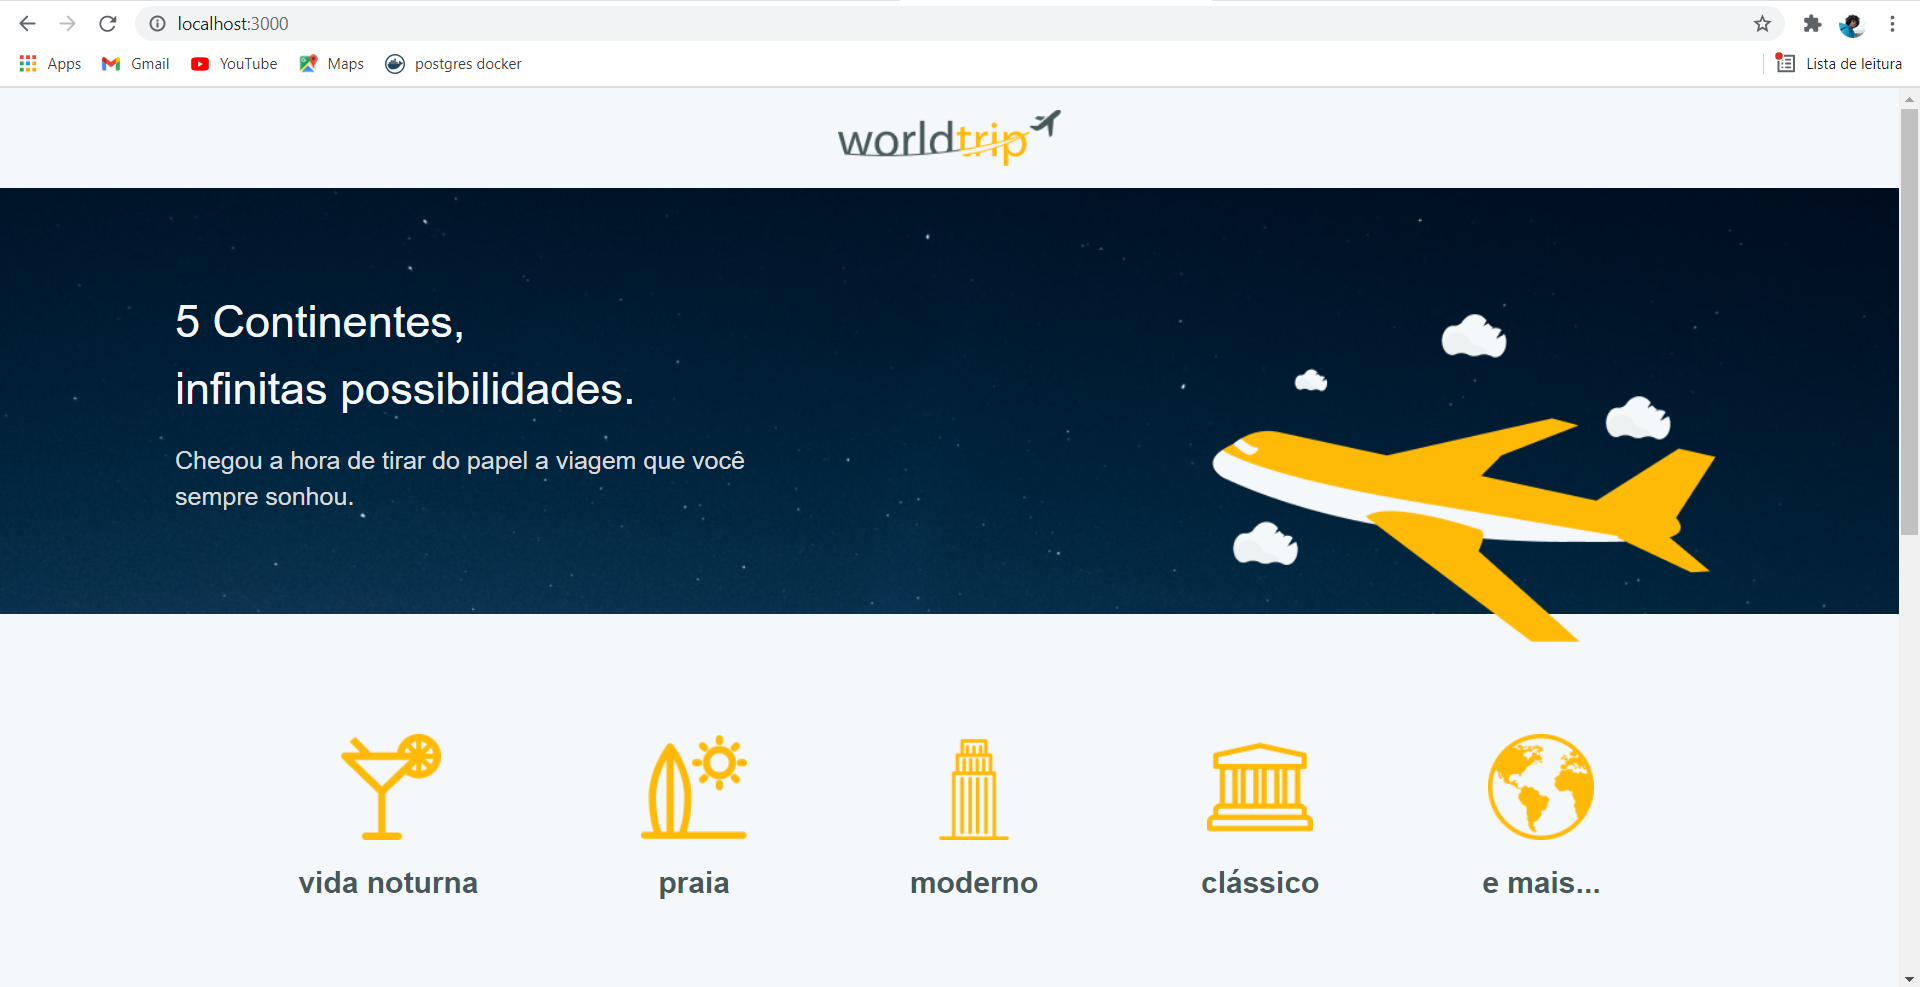 localhost:3000
Apps Gmail YouTube Maps postgres docker Lista de leitura
worldtrip
5 Continentes,
infinitas possibilidades.
Chegou a hora de tirar do papel a viagem que você
sempre sonhou.
vida noturna praia moderno clássico e mais...